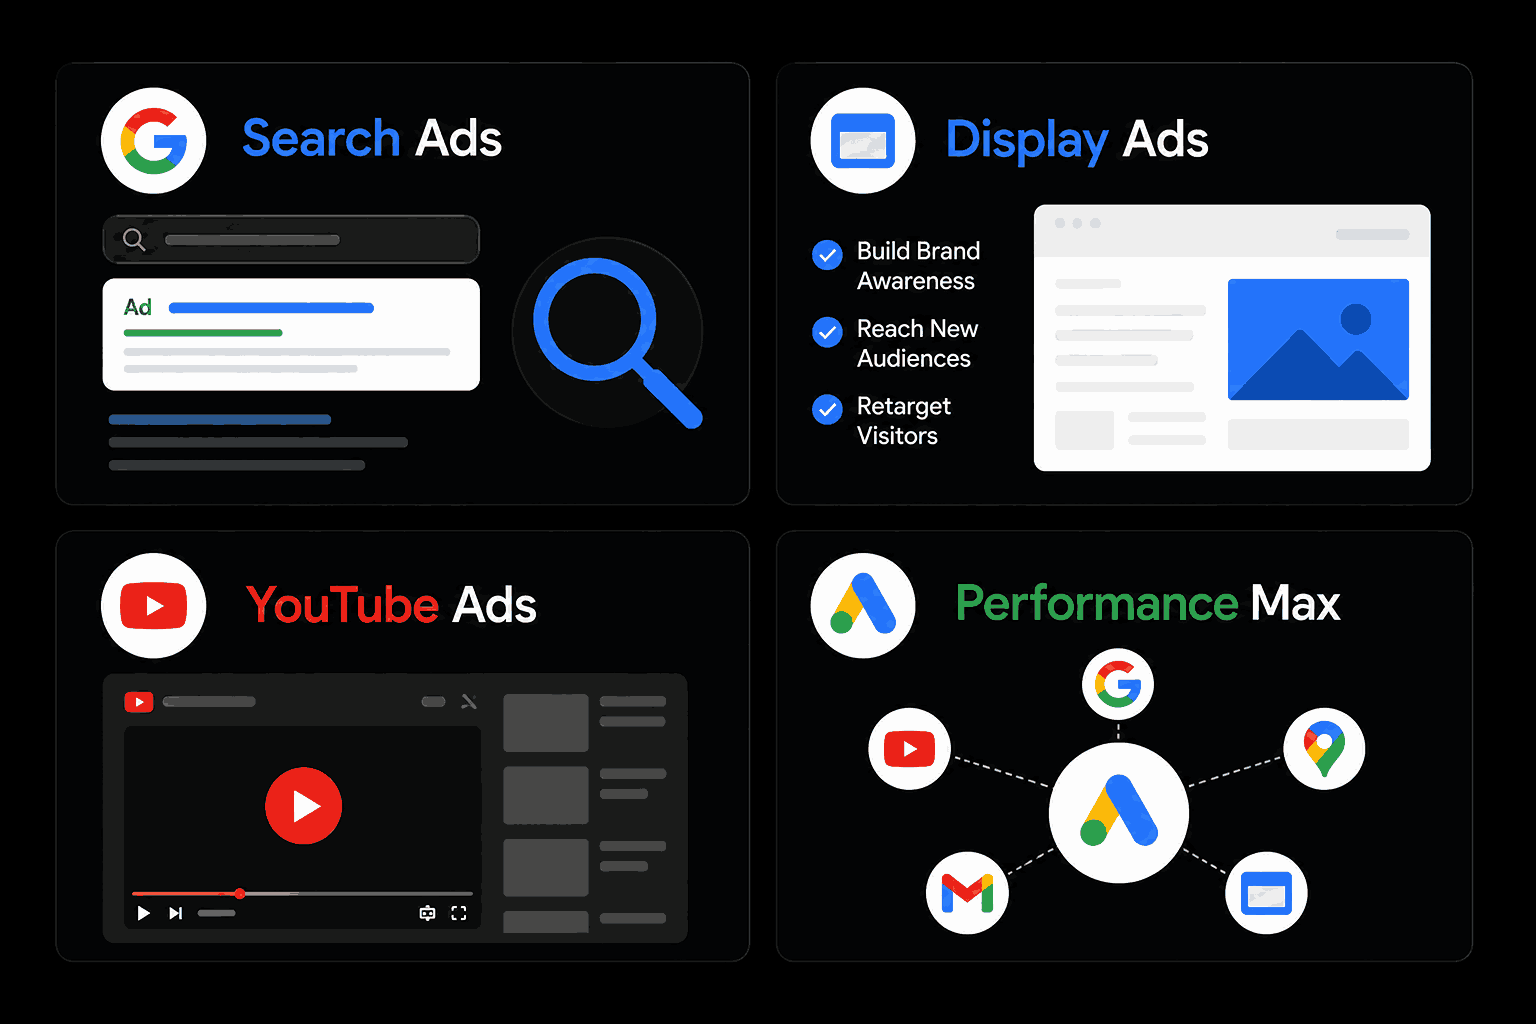 Search Ads
Ad
Display Ads
Build Brand
Awareness
Reach New
Audiences
Retarget
Visitors
YouTube Ads
Performance Max